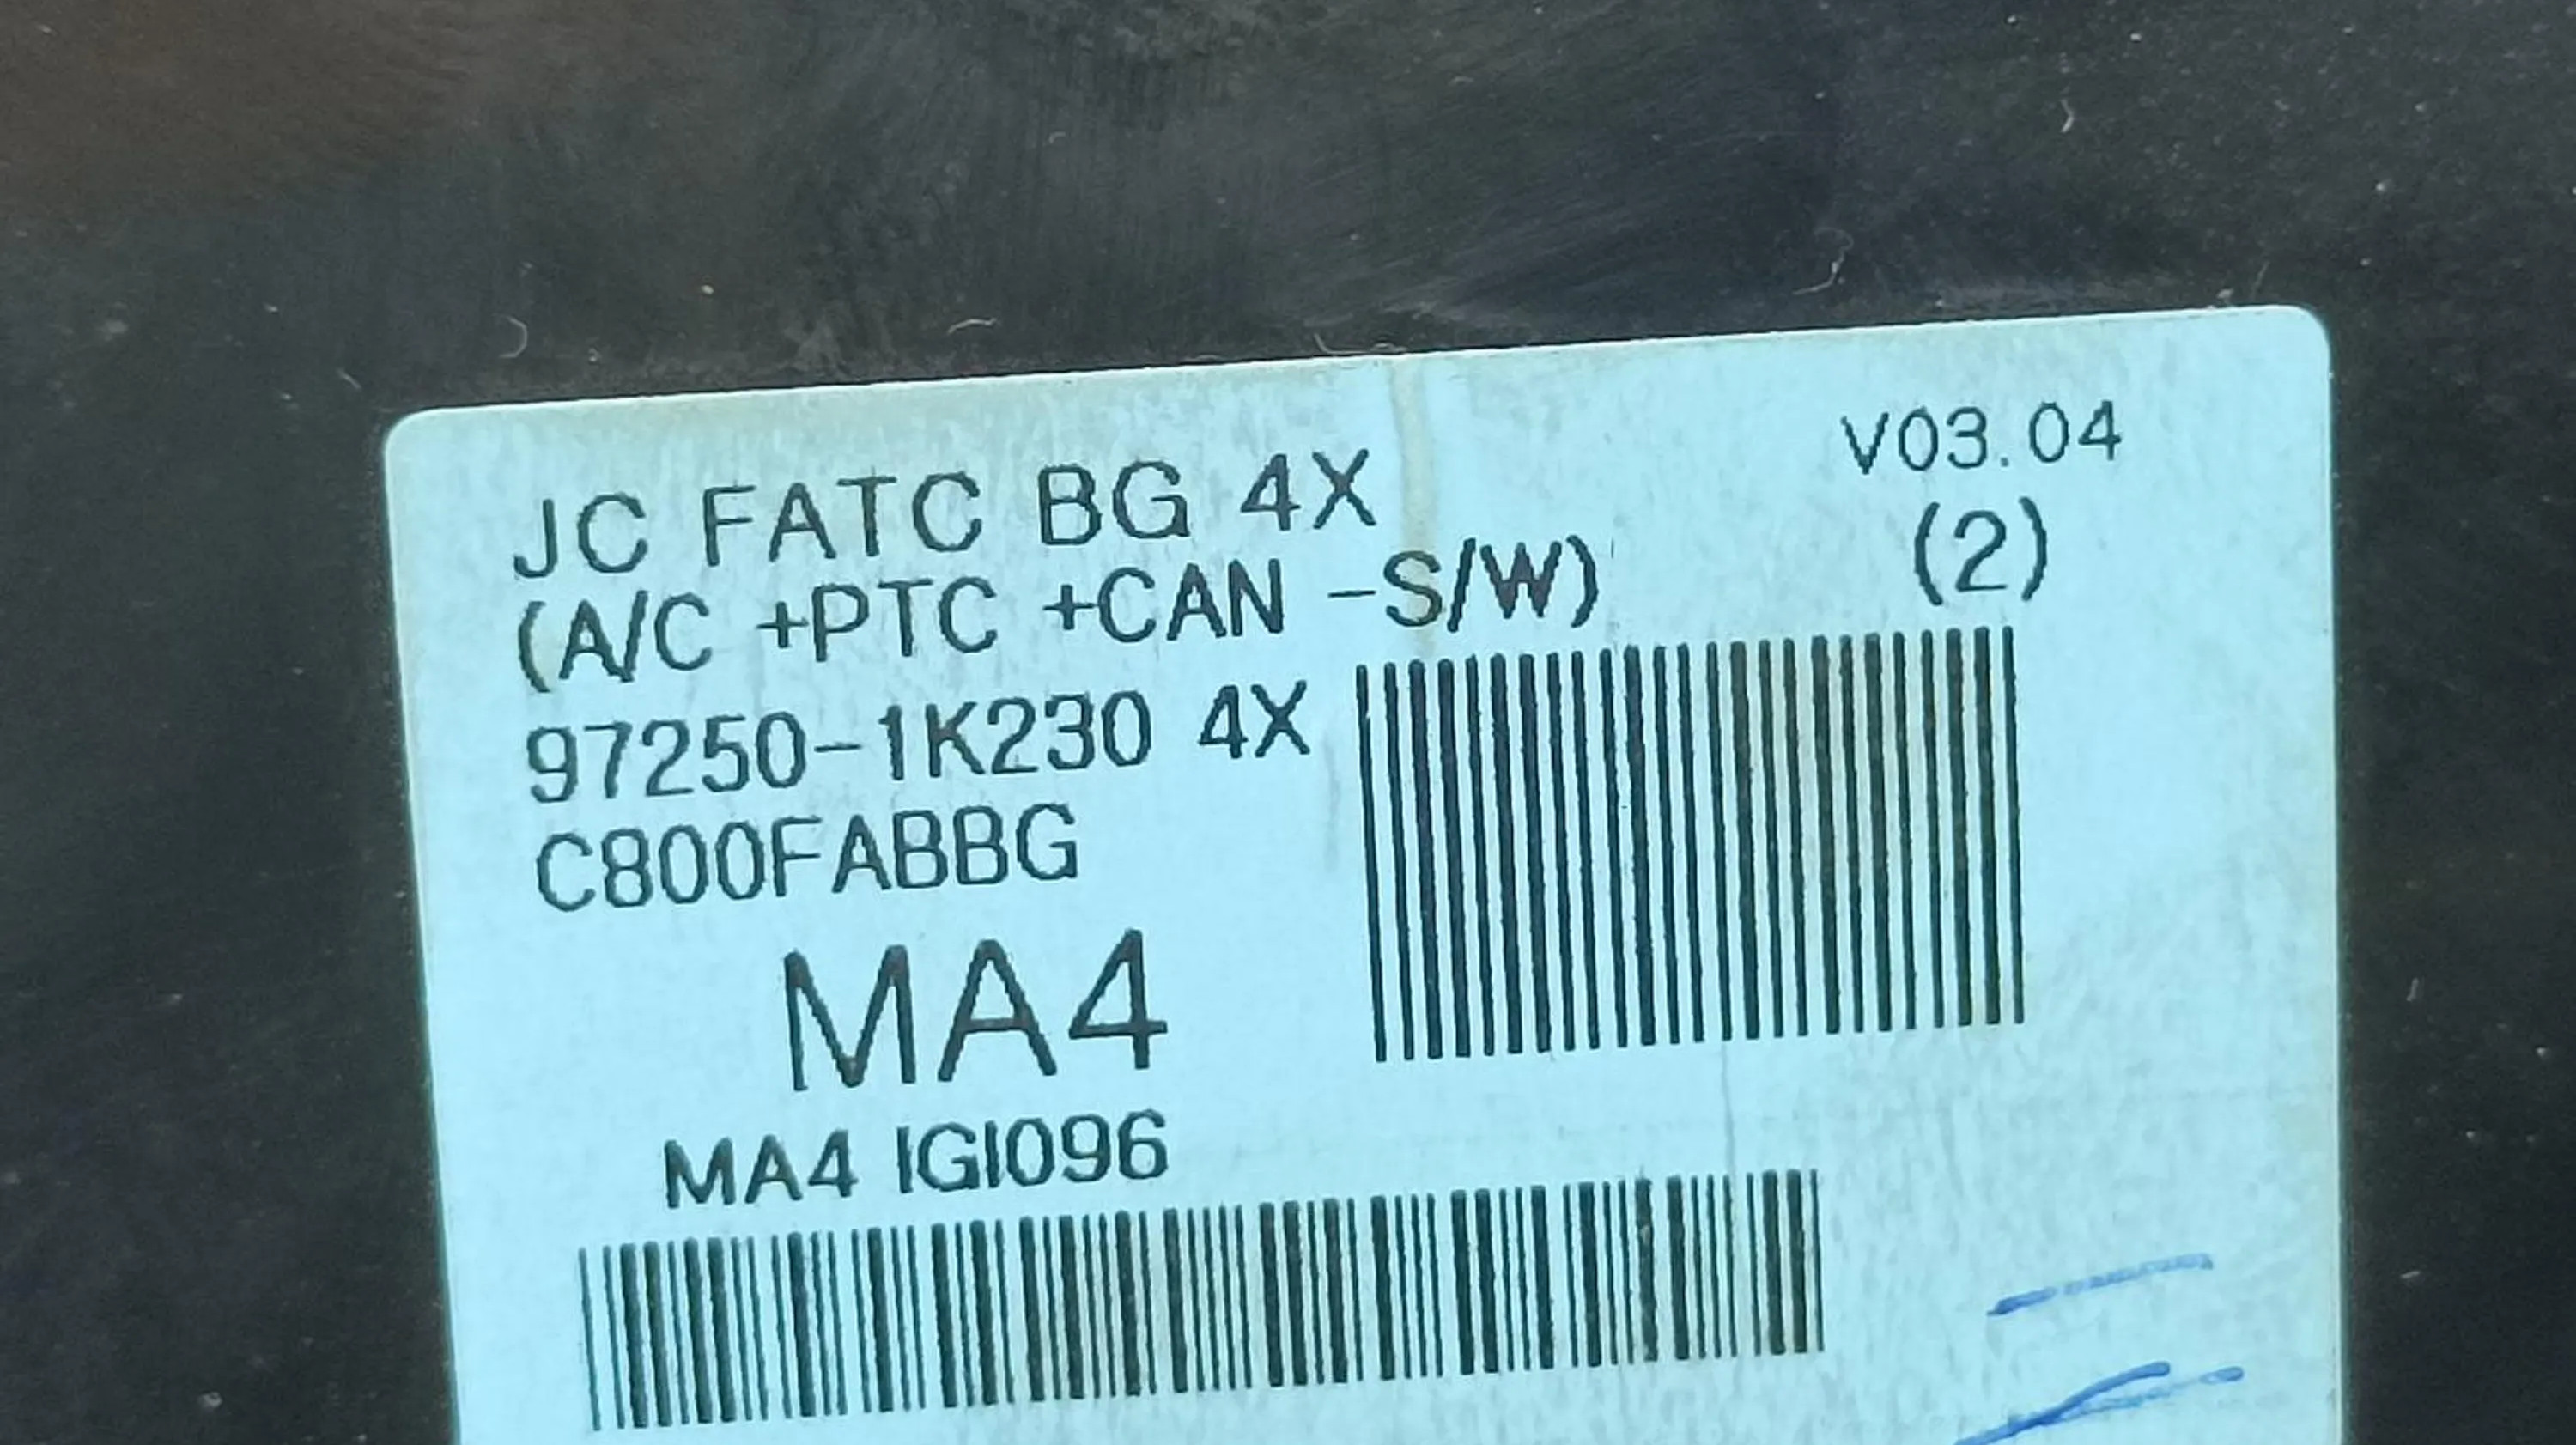 JC FATC BG 4X
V03.04
(A/C +PTC +CAN -S/W)
(2)
97250-1K230 4X
C800FABBG
MA4
MA4 IGI096